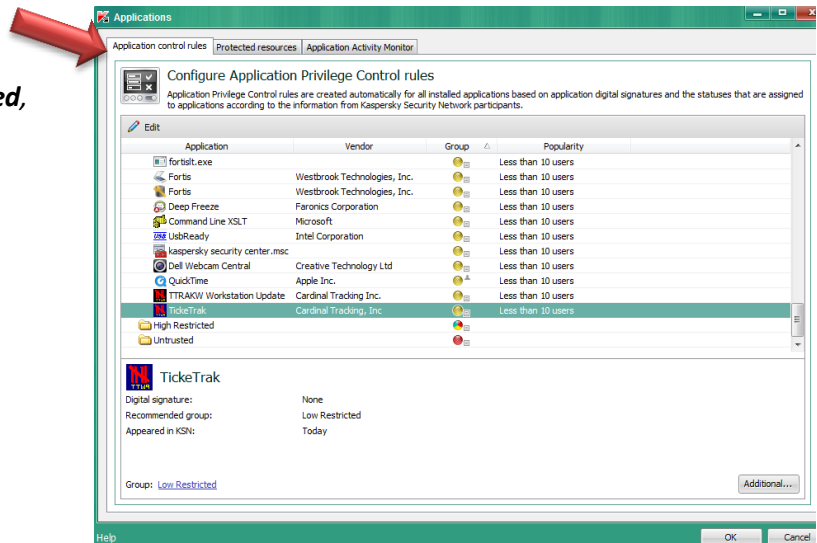 Applications
Application control rules Protected resources Application Activity Monitor
ed,
Configure Application Privilege Control rules
Application Privilege Control rules are created automatically for all installed applications based on application digital signatures and the statuses that are assigned
to applications according to the information from Kaspersky Security Network participants.
Edit
Application Vendor Group Popularity
fortislt.exe Less than 10 users
Fortis Westbrook Technologies, Inc. Less than 10 users
Fortis Westbrook Technologies, Inc. Less than 10 users
Deep Freeze Faronics Corporation Less than 10 users
Command Line XSLT Microsoft Less than 10 users
UsbReady Intel Corporation Less than 10 users
kaspersky security center.msc Less than 10 users
Dell Webcam Central Creative Technology Ltd Less than 10 users
QuickTime Apple Inc. Less than 10 users
TTRAKW Workstation Update Cardinal Tracking Inc. Less than 10 users
TickeTrak Cardinal Tracking, Inc Less than 10 users
High Restricted
Untrusted
TickeTrak
Digital signature: None
Recommended group: Low Restricted
Appeared in KSN: Today
Group: Low Restricted
Additional...
Help OK Cancel